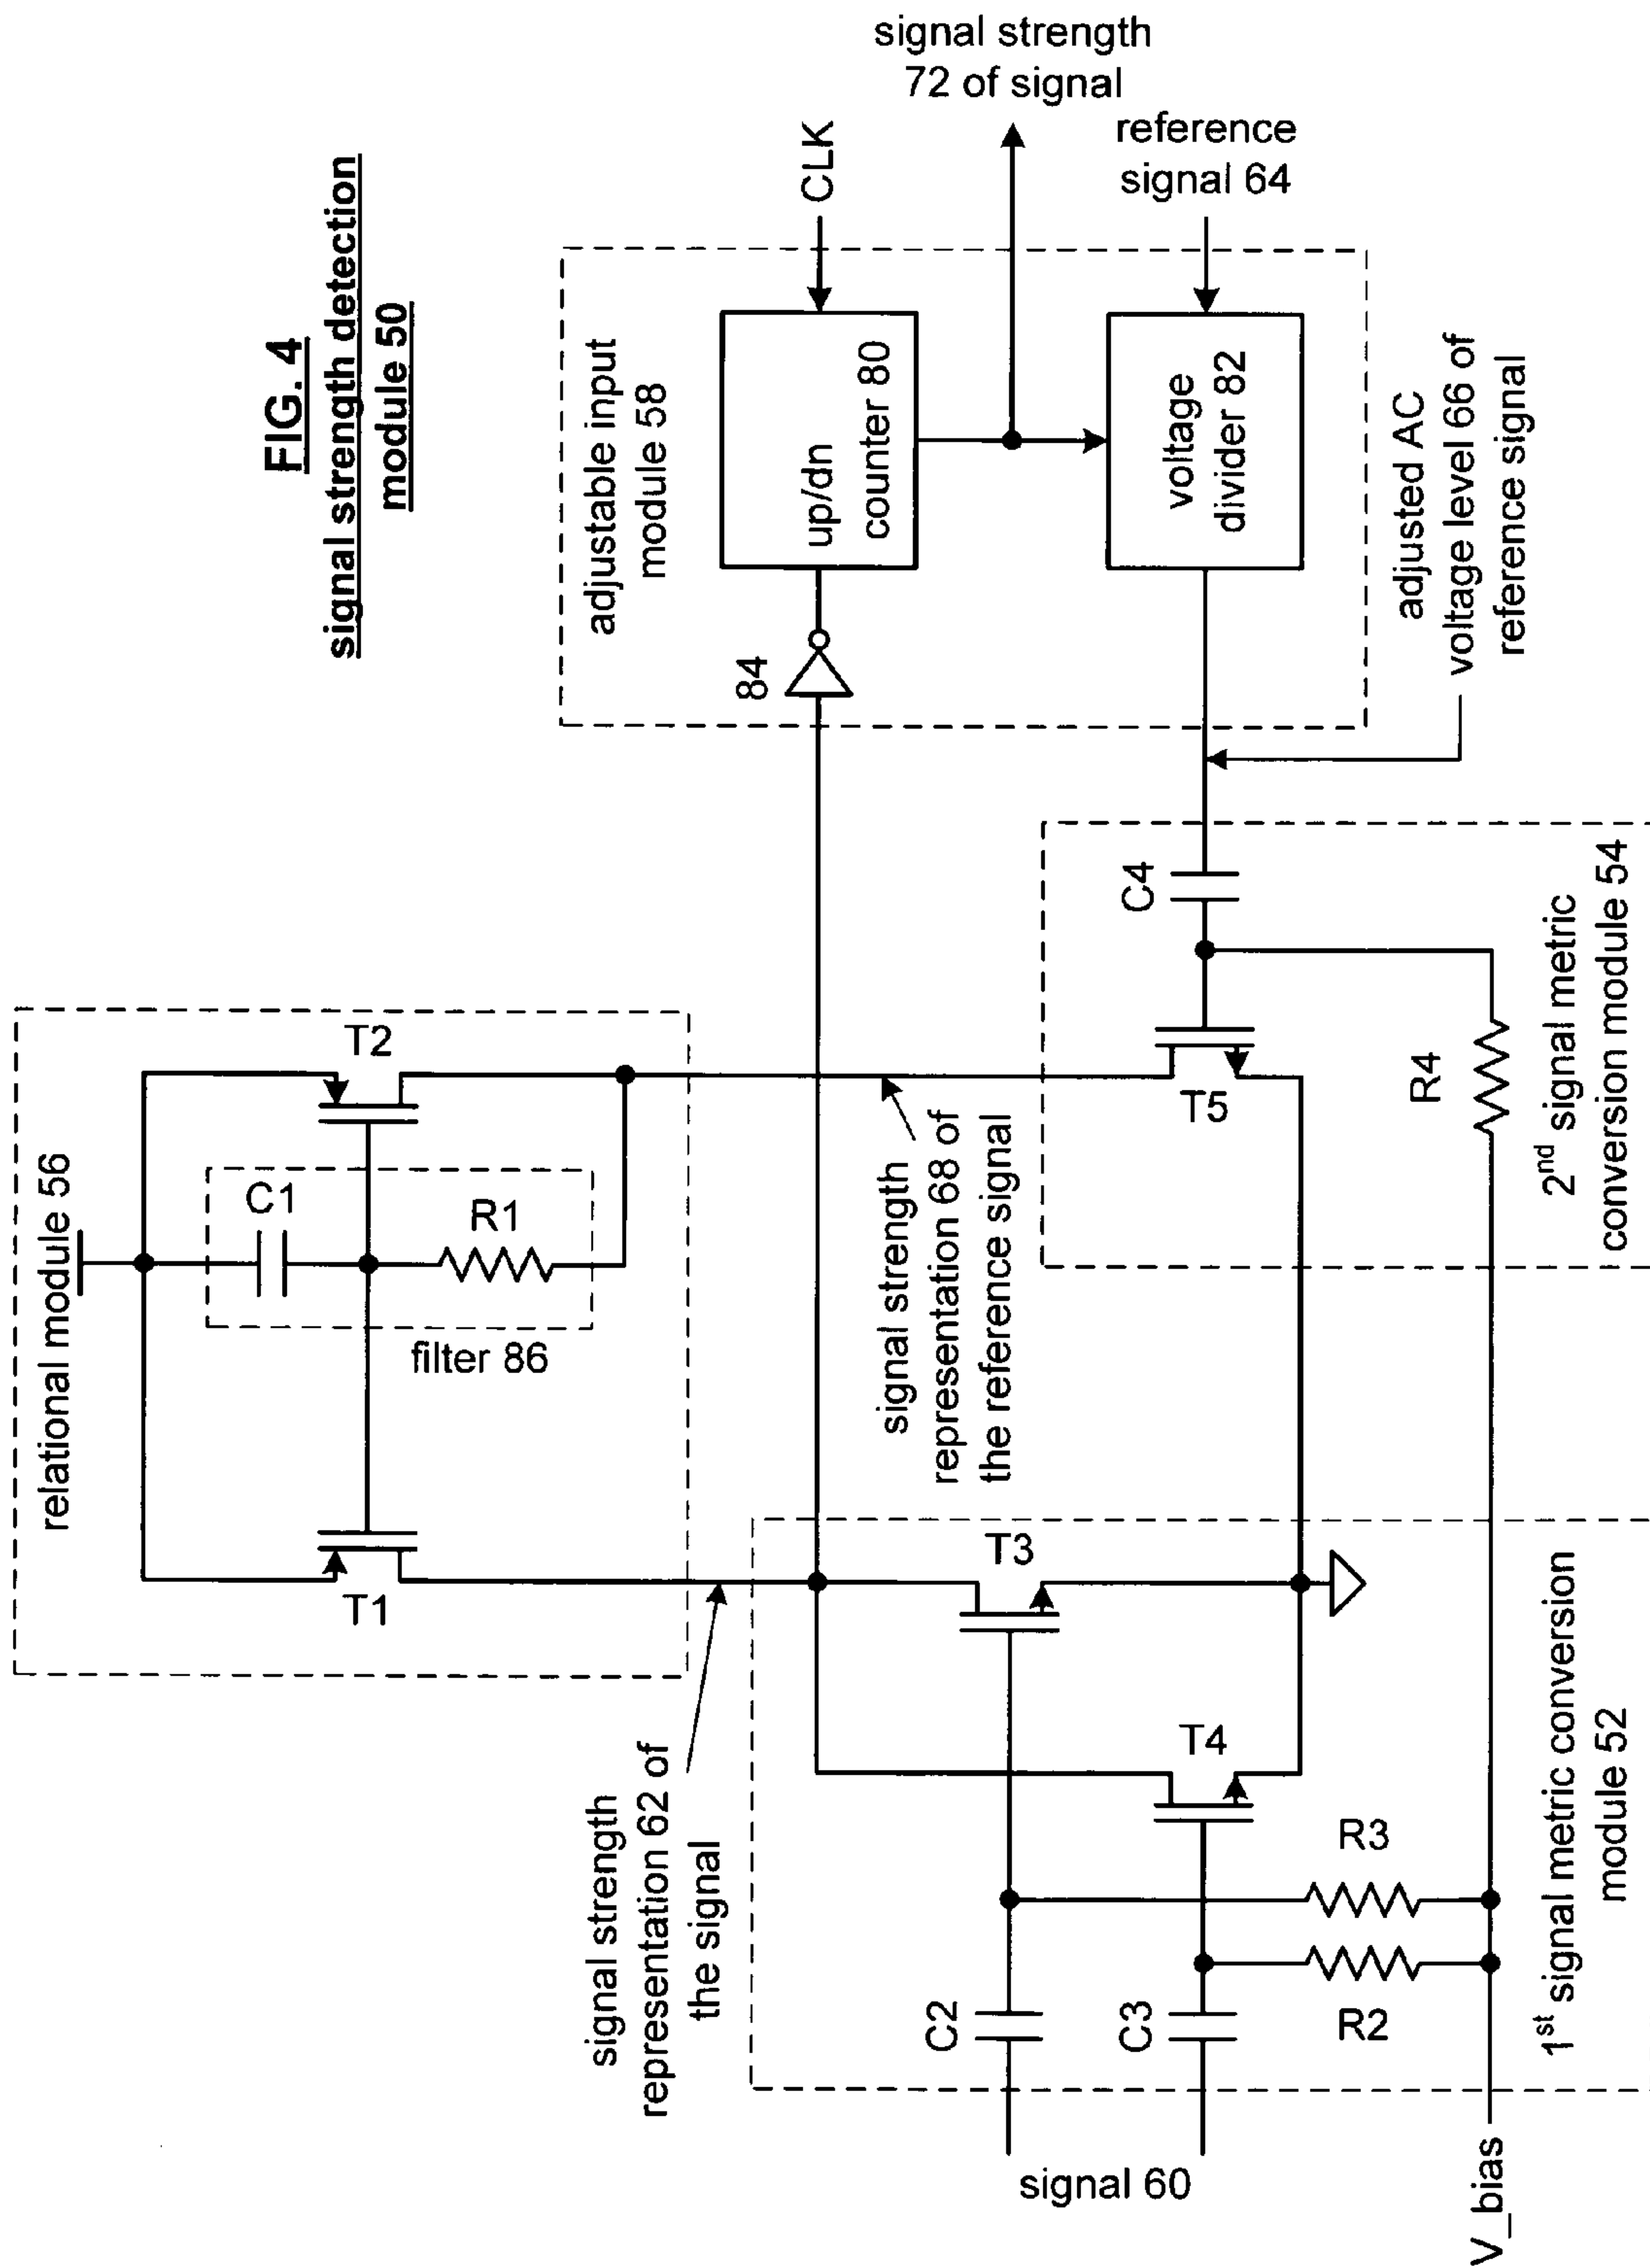 FIG. 4
signal strength detection
module 50
signal strength
72 of signal
reference
signal 64
CLK
adjustable input
module 58
up/dn
counter 80
voltage
divider 82
84
adjusted AC
voltage level 66 of
reference signal
relational module 56
T2
C1
R1
filter 86
T1
C4
T5
R4
2nd signal metric
conversion module 54
signal strength
representation 68 of
the reference signal
signal strength
representation 62 of
the signal
T3
T4
R3
R2
C2
C3
1st signal metric conversion
module 52
signal 60
V_bias